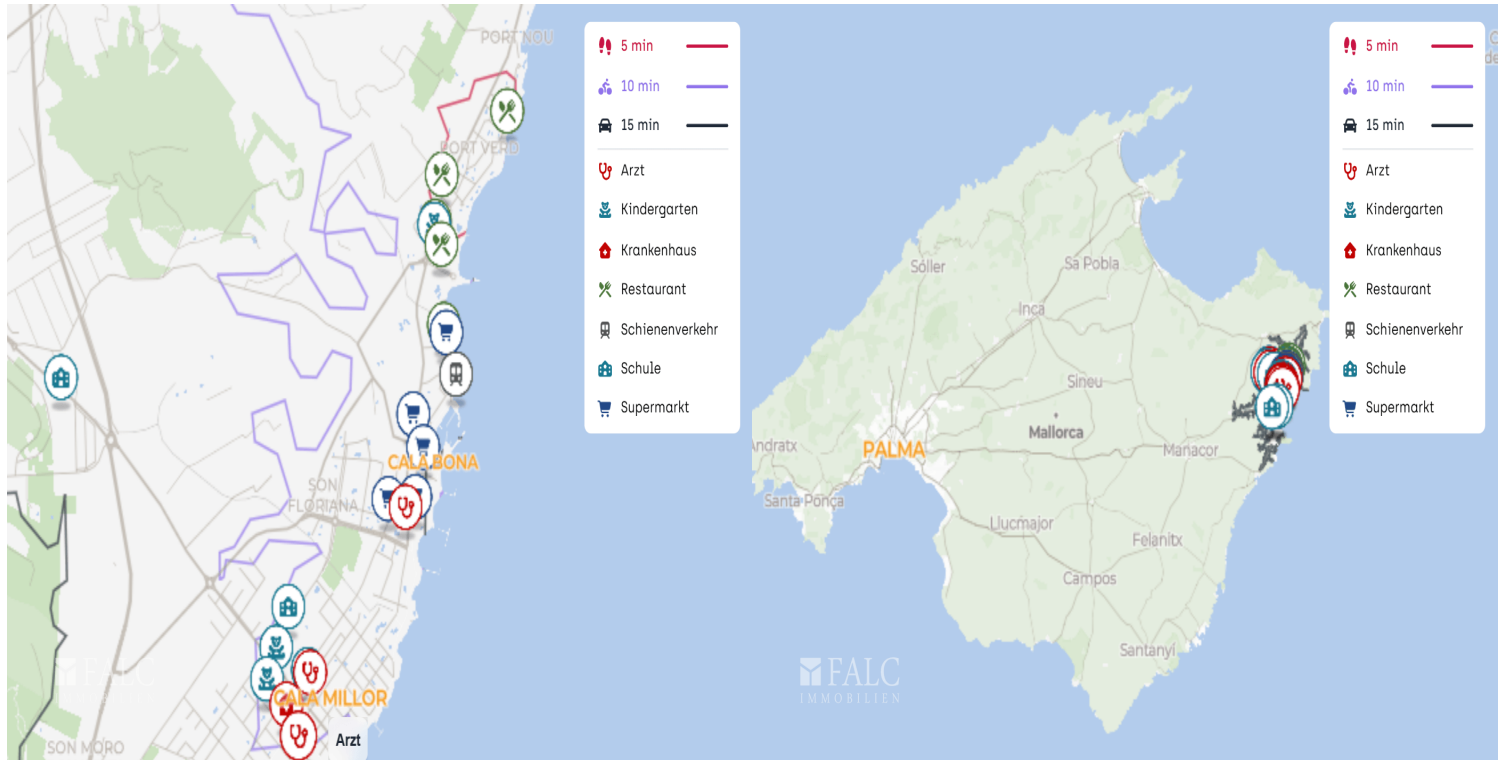 PORT NOU
PORT VERD
CALA BONA
SON
FLORIANA
CALA MILLOR
SON MORO
Arzt
FALC
5 min
10 min
15 min
Arzt
Kindergarten
Krankenhaus
Restaurant
Schienenverkehr
Schule
Supermarkt
Sóller
Sa Pobla
Inca
Sineu
Mallorca
Manacor
Andratx
PALMA
Santa Ponça
Llucmajor
Felanitx
Campos
Santanyí
FALC
IMMOBILIEN
5 min
10 min
15 min
Arzt
Kindergarten
Krankenhaus
Restaurant
Schienenverkehr
Schule
Supermarkt